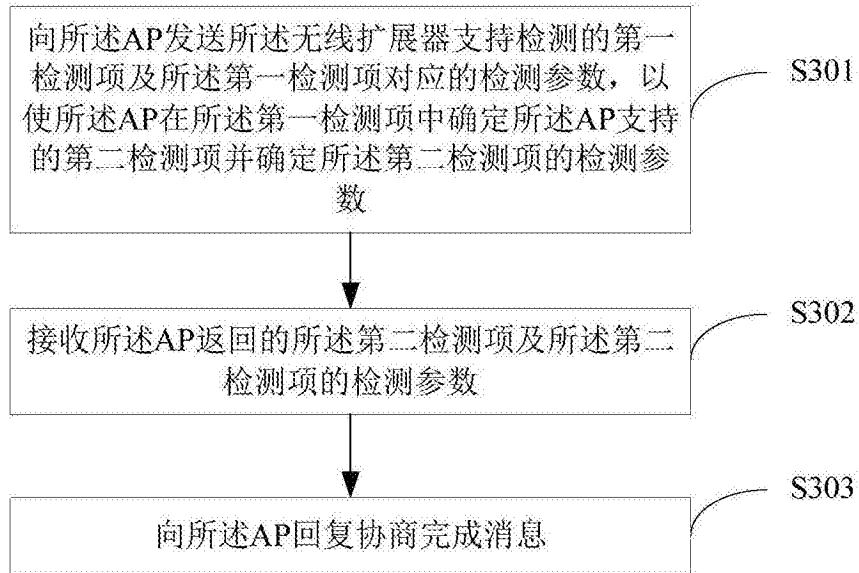 向所述AP发送所述无线扩展器支持检测的第一
检测项及所述第一检测项对应的检测参数，以
使所述AP在所述第一检测项中确定所述AP支持
的第二检测项并确定所述第二检测项的检测参
数
S301
接收所述AP返回的所述第二检测项及所述第二
检测项的检测参数
S302
向所述AP回复协商完成消息
S303